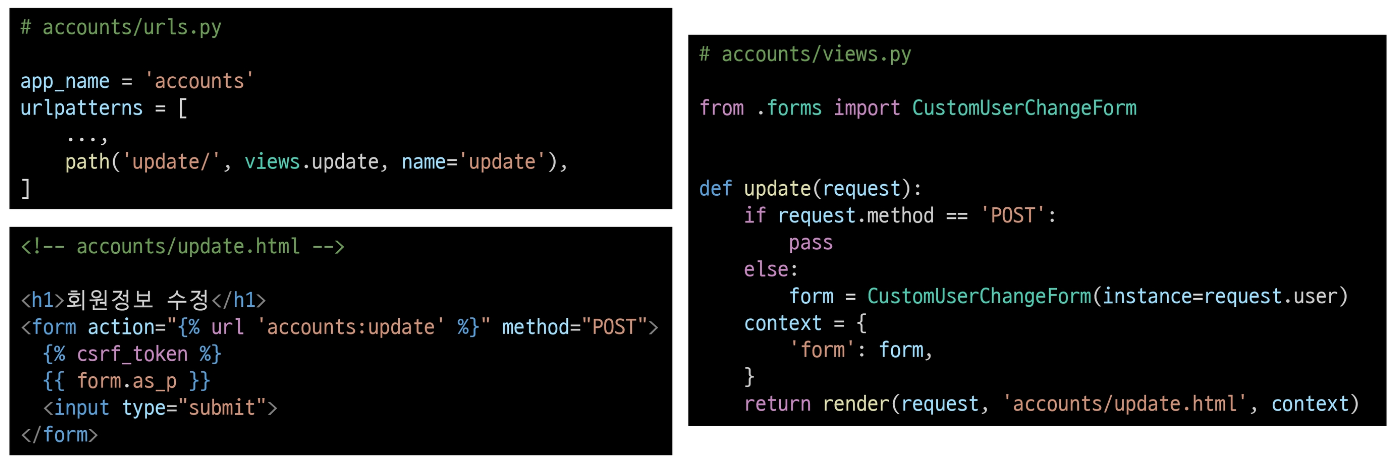 # accounts/urls.py
app_name = 'accounts'
urlpatterns = [
    ...,
    path('update/', views.update, name='update'),
]
<!-- accounts/update.html -->
<h1>회원정보 수정</h1>
<form action="{% url 'accounts:update' %}" method="POST">
  {% csrf_token %}
  {{ form.as_p }}
  <input type="submit">
</form>
# accounts/views.py
from .forms import CustomUserChangeForm
def update(request):
    if request.method == 'POST':
        pass
    else:
        form = CustomUserChangeForm(instance=request.user)
    context = {
        'form': form,
    }
    return render(request, 'accounts/update.html', context)